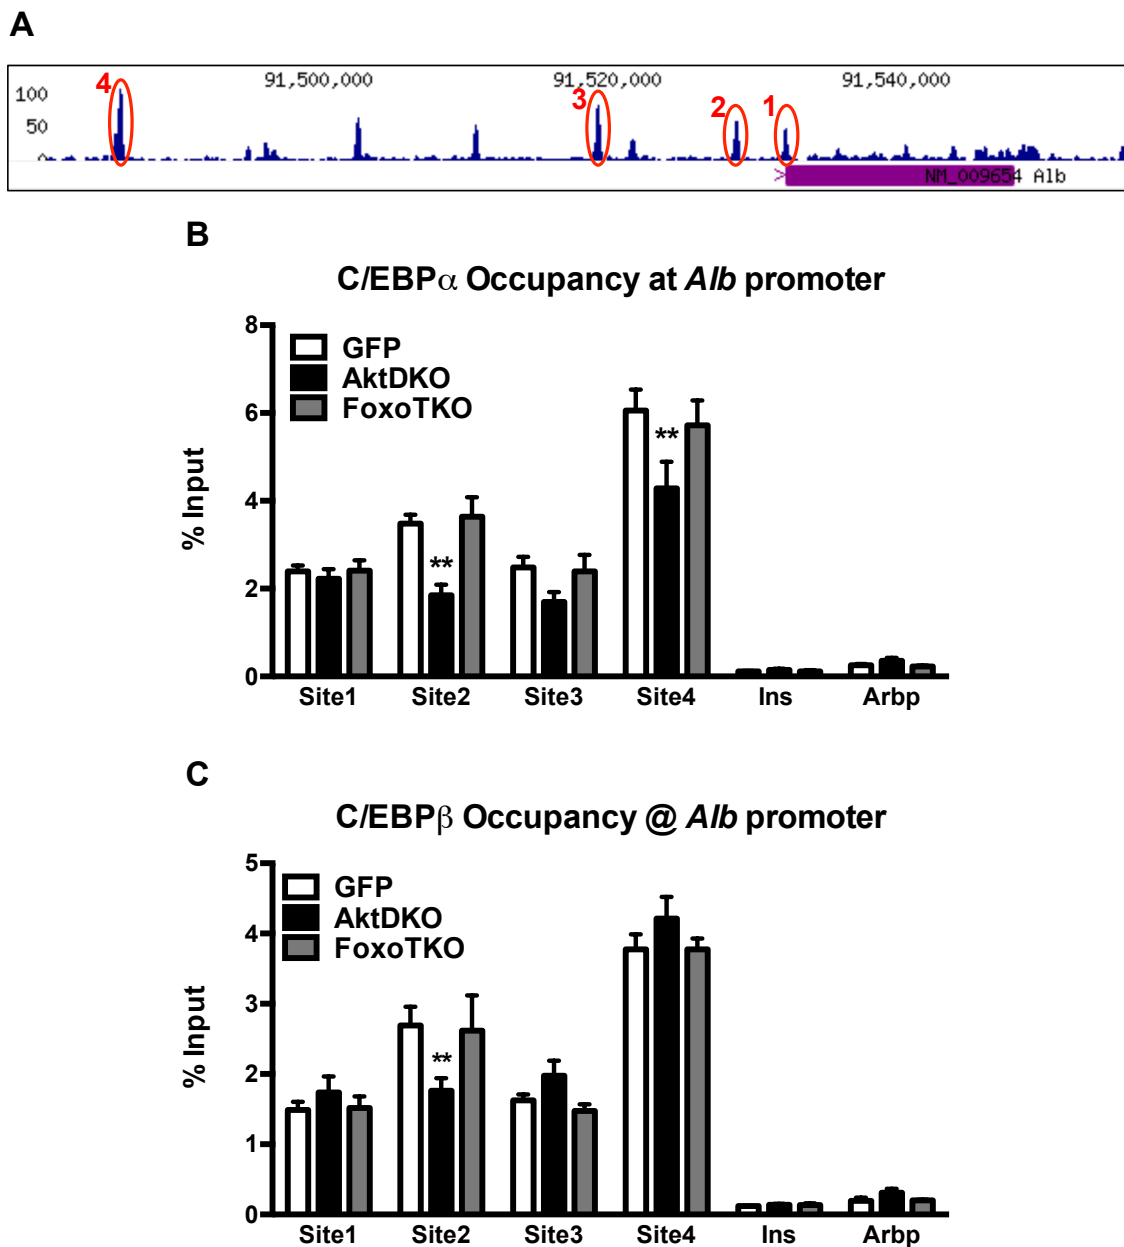 A
91,500,000 91,520,000 91,540,000
100
50
0
4 3 2 1
NM_009654 Alb
B
C/EBPα Occupancy at Alb promoter
% Input
8
6
4
2
0
GFP
AktDKO
FoxoTKO
** **
Site1 Site2 Site3 Site4 Ins Arbp
C
C/EBPβ Occupancy @ Alb promoter
% Input
5
4
3
2
1
0
GFP
AktDKO
FoxoTKO
**
Site1 Site2 Site3 Site4 Ins Arbp